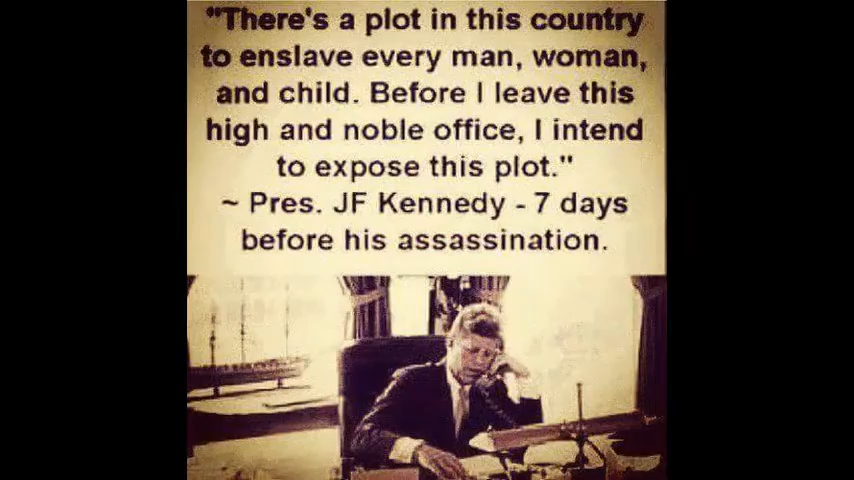 "There's a plot in this country
to enslave every man, woman,
and child. Before I leave this
high and noble office, I intend
to expose this plot."
~ Pres. JF Kennedy - 7 days
before his assassination.